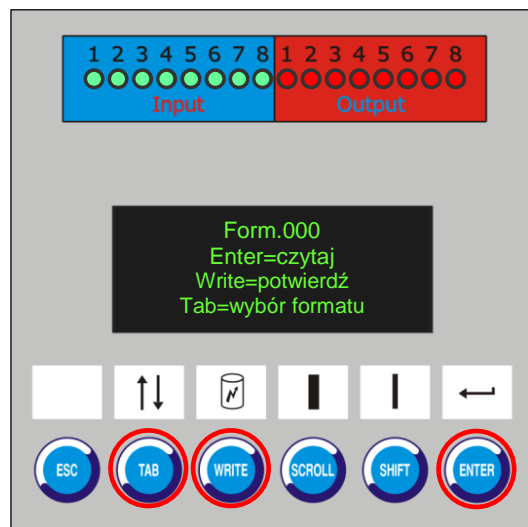 1 2 3 4 5 6 7 8 1 2 3 4 5 6 7 8
Input Output
Form.000
Enter=czytaj
Write=potwierdź
Tab=wybór formatu
ESC TAB WRITE SCROLL SHIFT ENTER